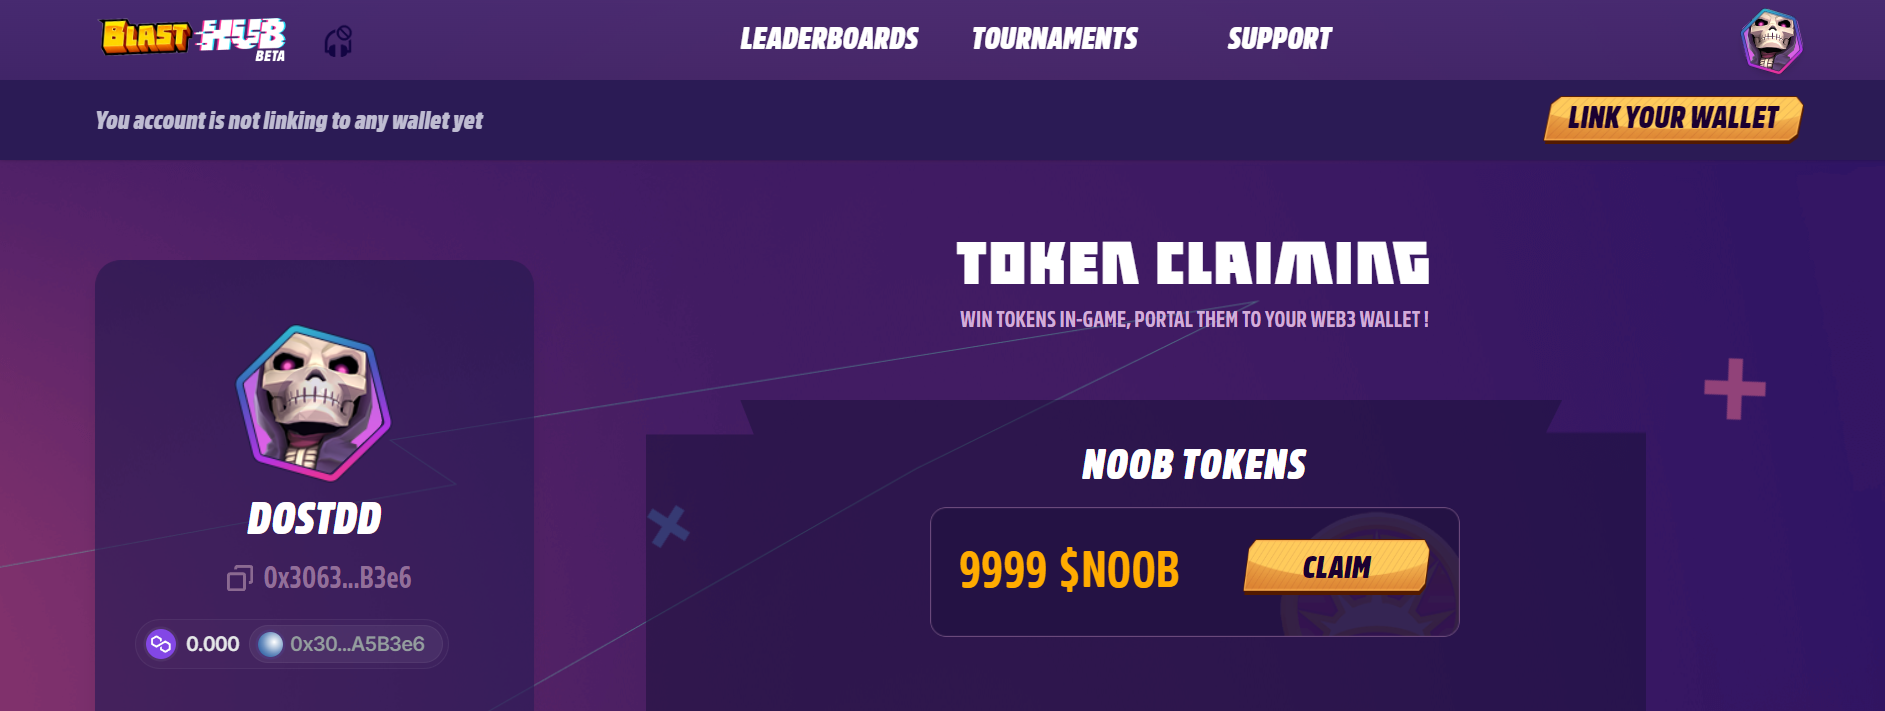 BLAST HUB
BETA
LEADERBOARDS
TOURNAMENTS
SUPPORT
You account is not linking to any wallet yet
LINK YOUR WALLET
TOKEN CLAIMING
WIN TOKENS IN-GAME, PORTAL THEM TO YOUR WEB3 WALLET !
DOSTDD
0x3063...B3e6
0.000
0x30...A5B3e6
NOOB TOKENS
9999 $NOOB
CLAIM